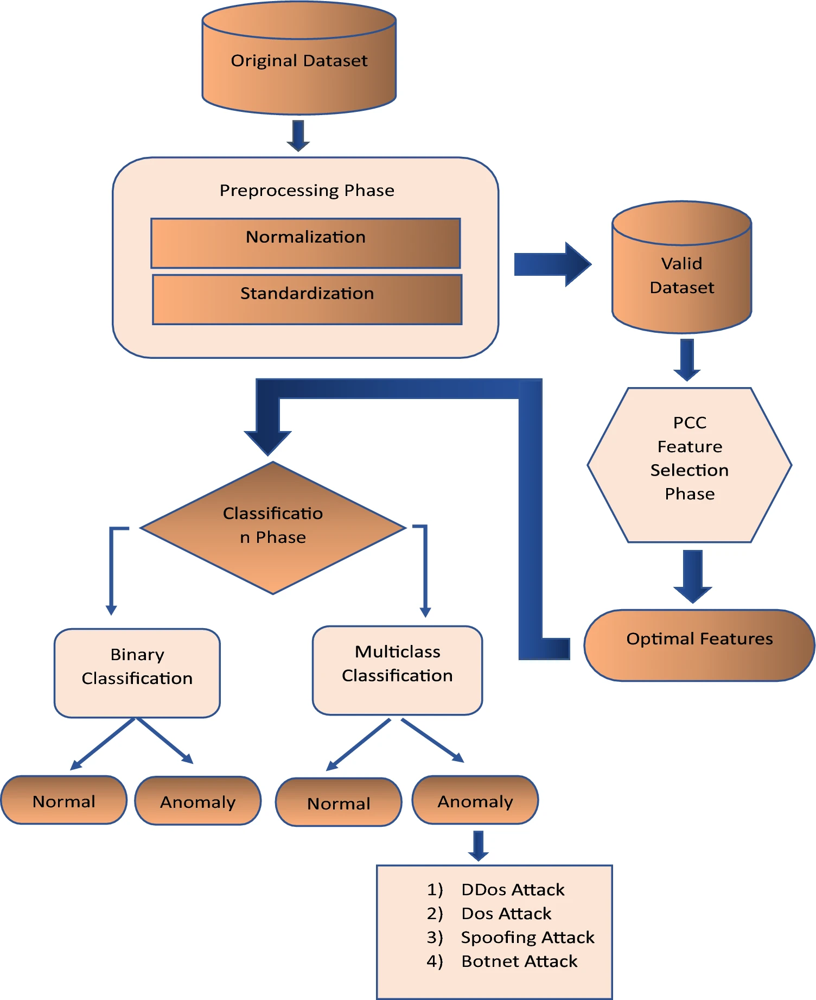 Original Dataset
Preprocessing Phase
Normalization
Standardization
Valid
Dataset
PCC
Feature
Selection
Phase
Optimal Features
Classificatio
n Phase
Binary
Classification
Multiclass
Classification
Normal
Anomaly
Normal
Anomaly
1) DDos Attack
2) Dos Attack
3) Spoofing Attack
4) Botnet Attack